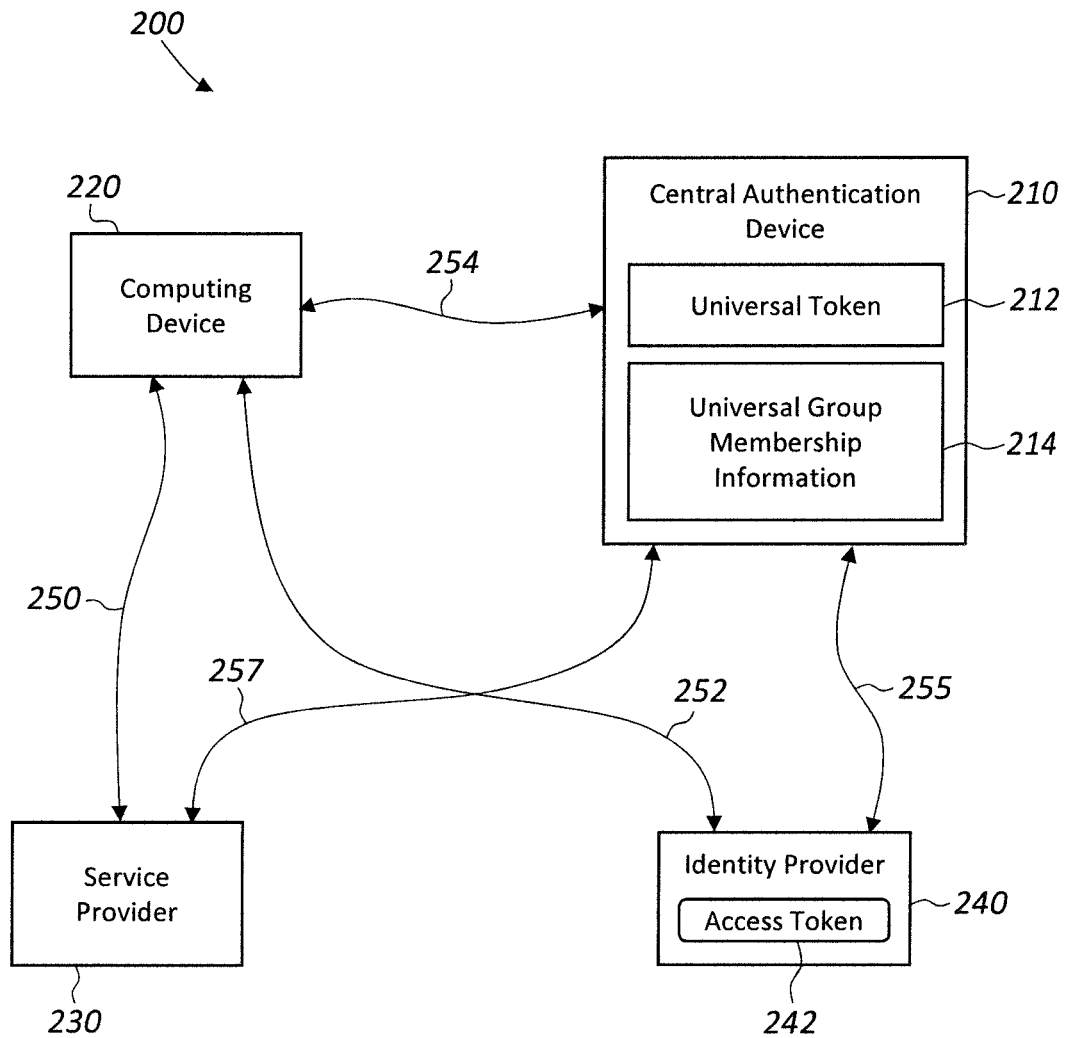 200
220
Computing
Device
254
Central Authentication
Device
210
Universal Token
212
Universal Group
Membership
Information
214
250
257
252
255
Service
Provider
230
Identity Provider
Access Token
240
242